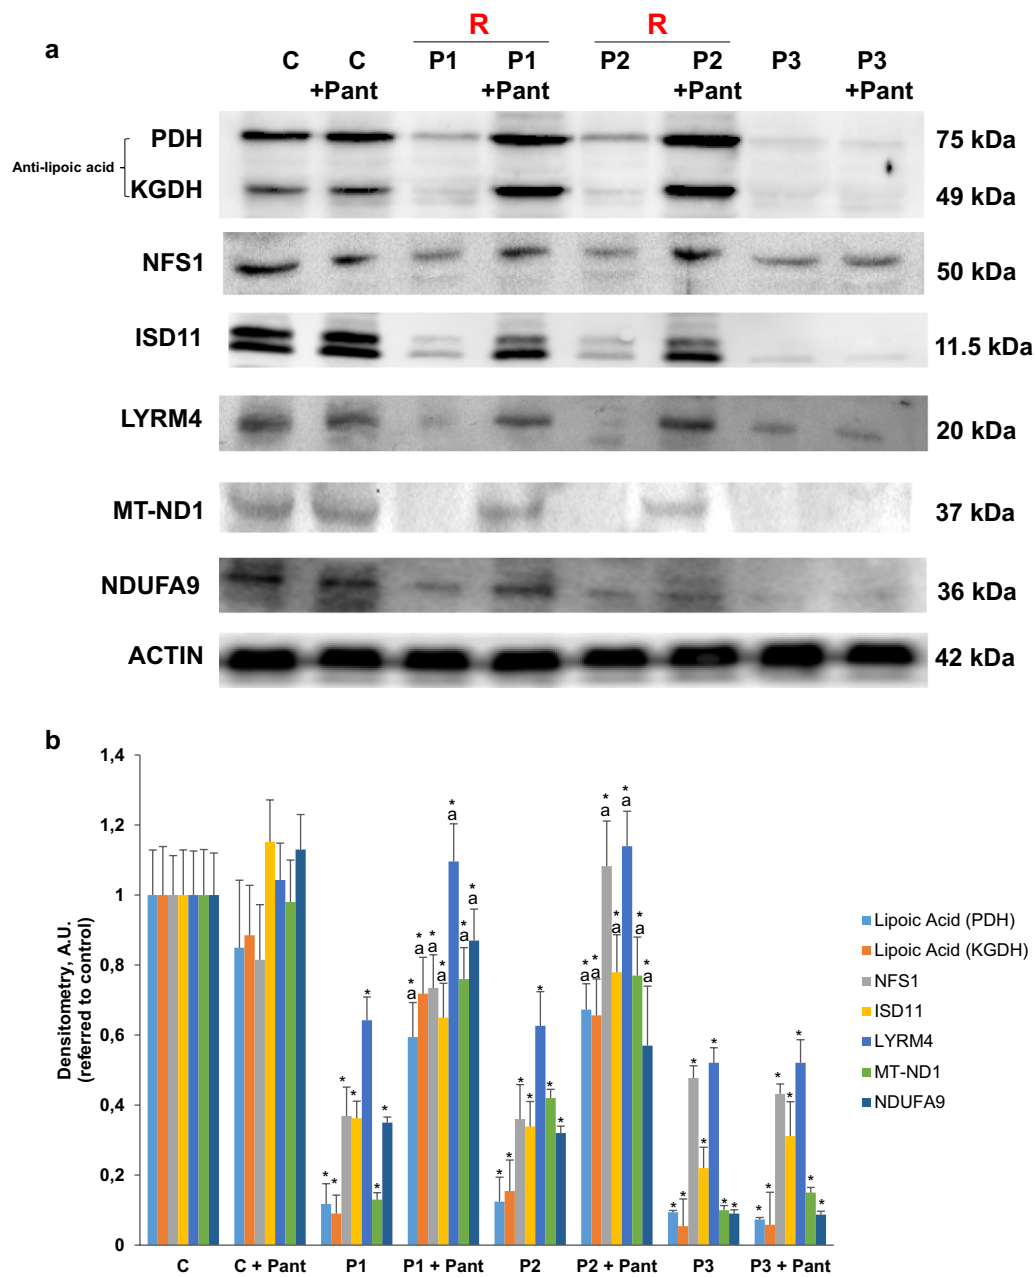 a
R R
C C P1 P1 P2 P2 P3 P3
+Pant +Pant +Pant +Pant
PDH 75 kDa
Anti-lipoic acid
KGDH 49 kDa
NFS1 50 kDa
ISD11 11.5 kDa
LYRM4 20 kDa
MT-ND1 37 kDa
NDUFA9 36 kDa
ACTIN 42 kDa
b
Densitometry, A.U.
(referred to control)
1,4
1,2
1
0,8
0,6
0,4
0,2
0
* * * * * * *
* a * a * a * a * a * a * a
* * * * * * *
* a * a * a * a * a * a * a
* * * * * * *
* * * * * * *
C C + Pant P1 P1 + Pant P2 P2 + Pant P3 P3 + Pant
Lipoic Acid (PDH)
Lipoic Acid (KGDH)
NFS1
ISD11
LYRM4
MT-ND1
NDUFA9